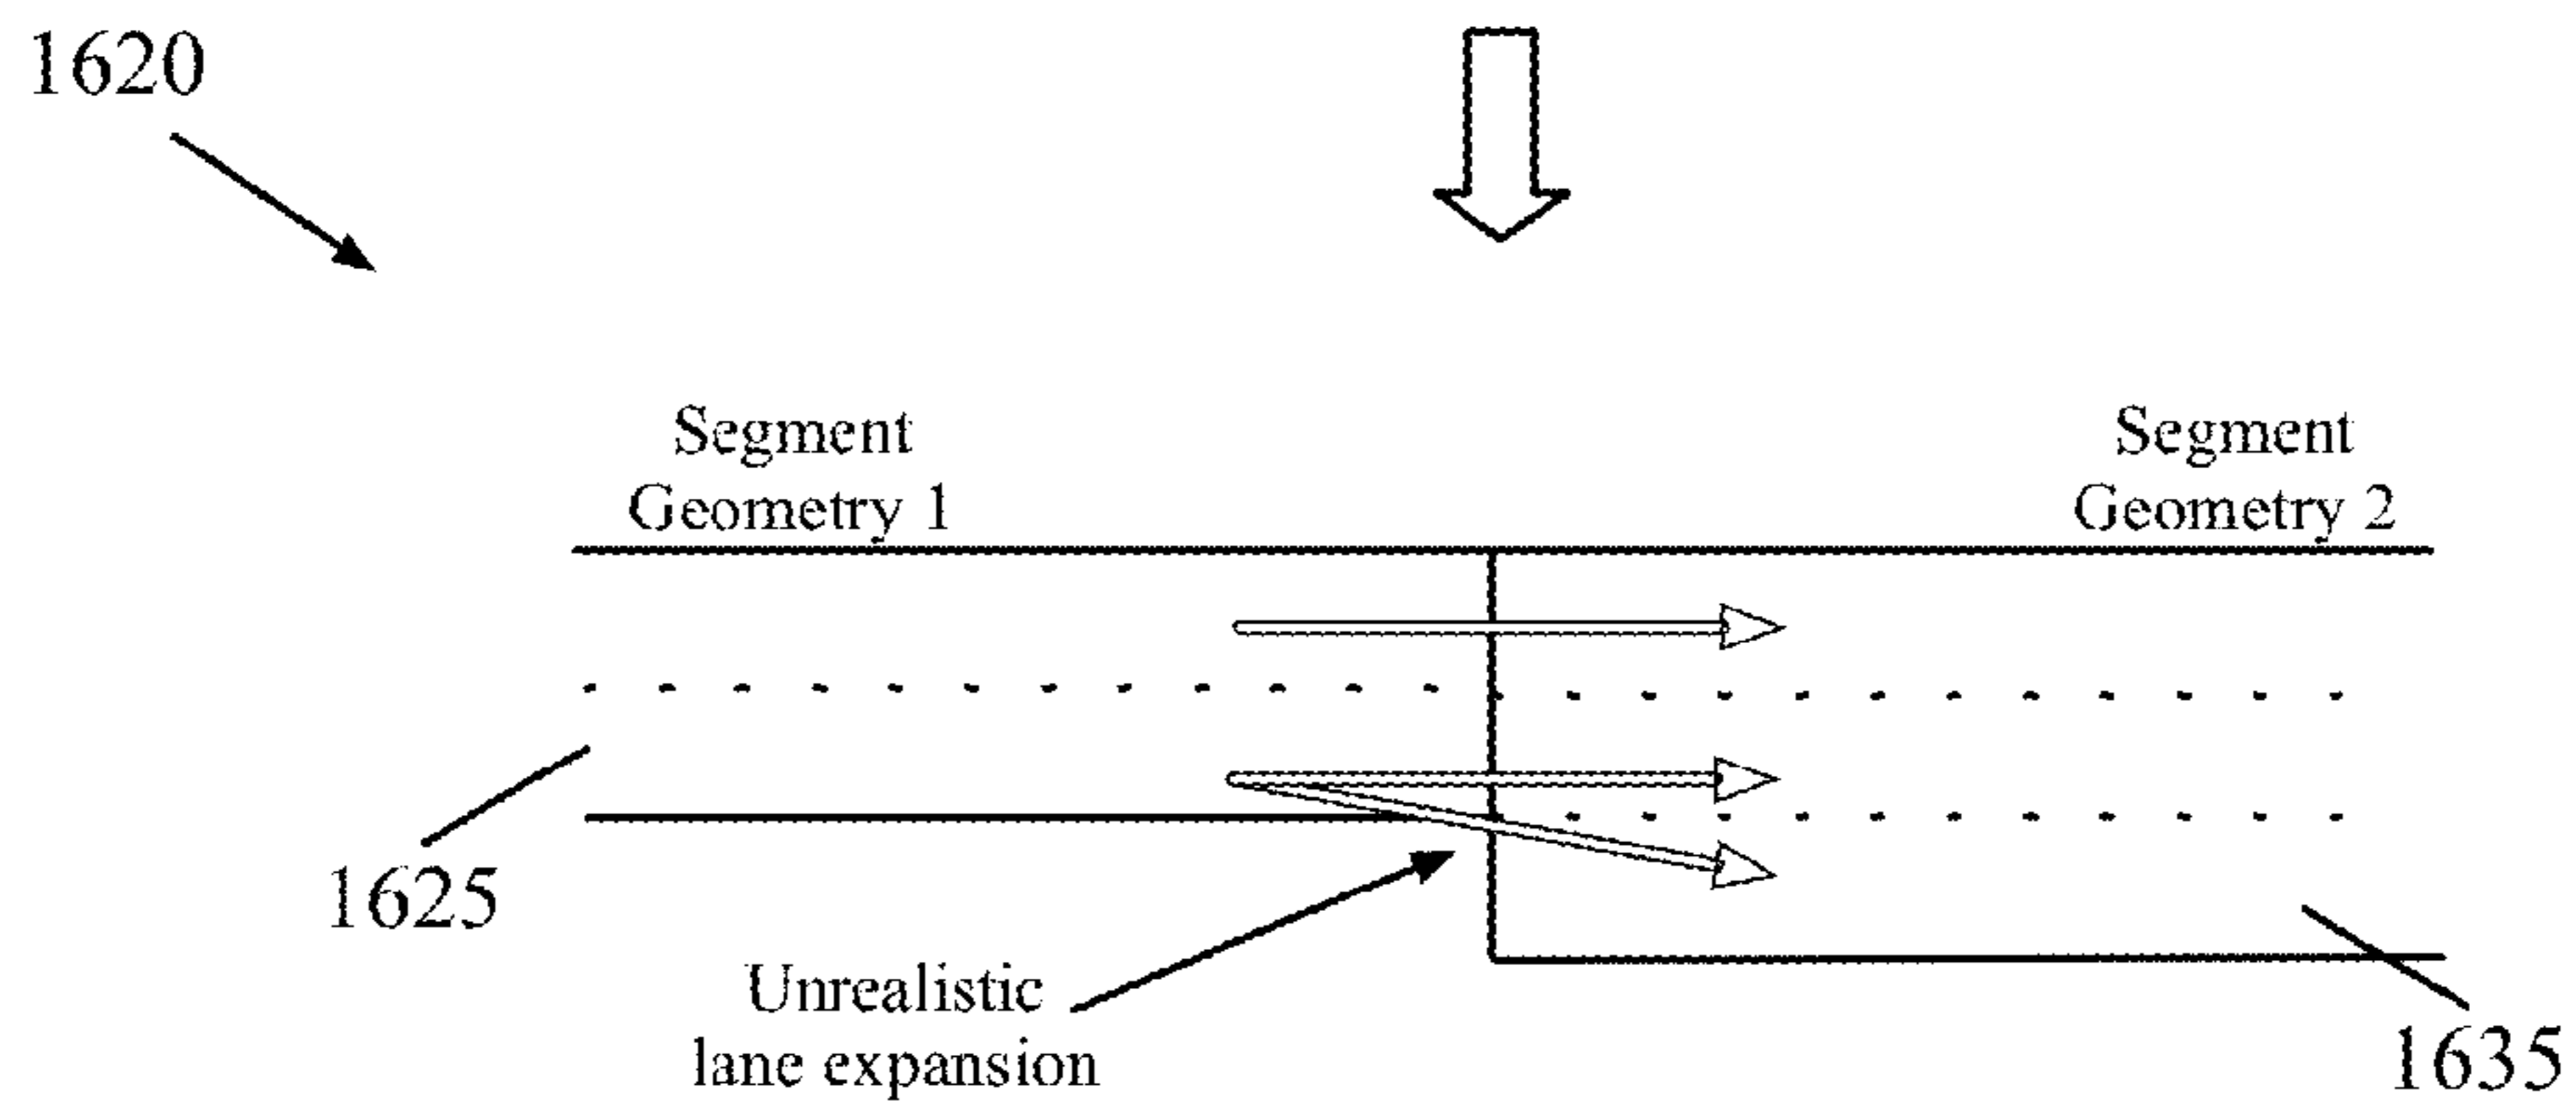 1620
Segment
Geometry 1
Segment
Geometry 2
1625
Unrealistic
lane expansion
1635